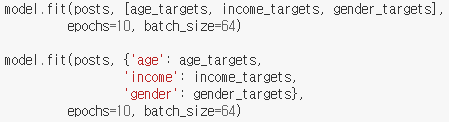 model.fit(posts, [age_targets, income_targets, gender_targets],
epochs=10, batch_size=64)
model.fit(posts, {'age': age_targets,
'income': income_targets,
'gender': gender_targets},
epochs=10, batch_size=64)